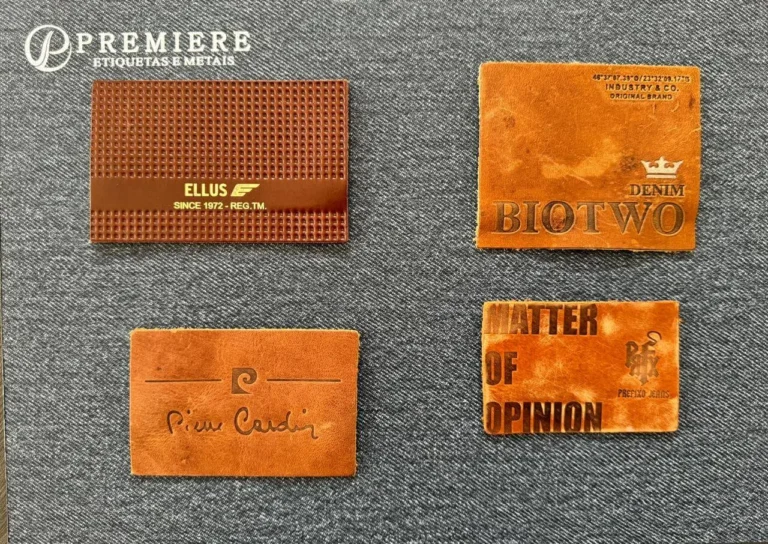 PREMIERE
ETIQUETAS E METAIS
ELLUS
SINCE 1972 - REG.TM.
INDUSTRY & CO.
ORIGINAL BRAND
DENIM
BIOTWO
Pierre Cardin
MATTER
OF
OPINION